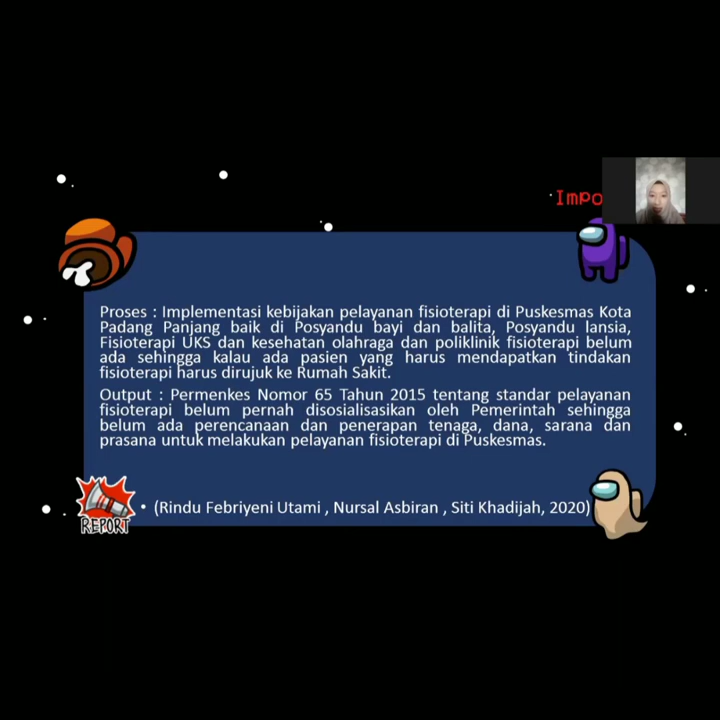 Impo
Proses : Implementasi kebijakan pelayanan fisioterapi di Puskesmas Kota
Padang Panjang baik di Posyandu bayi dan balita, Posyandu lansia,
Fisioterapi UKS dan kesehatan olahraga dan poliklinik fisioterapi belum
ada sehingga kalau ada pasien yang harus mendapatkan tindakan
fisioterapi harus dirujuk ke Rumah Sakit.
Output : Permenkes Nomor 65 Tahun 2015 tentang standar pelayanan
fisioterapi belum pernah disosialisasikan oleh Pemerintah sehingga
belum ada perencanaan dan penerapan tenaga, dana, sarana dan
prasana untuk melakukan pelayanan fisioterapi di Puskesmas.
REPORT
• (Rindu Febriyeni Utami , Nursal Asbiran , Siti Khadijah, 2020)